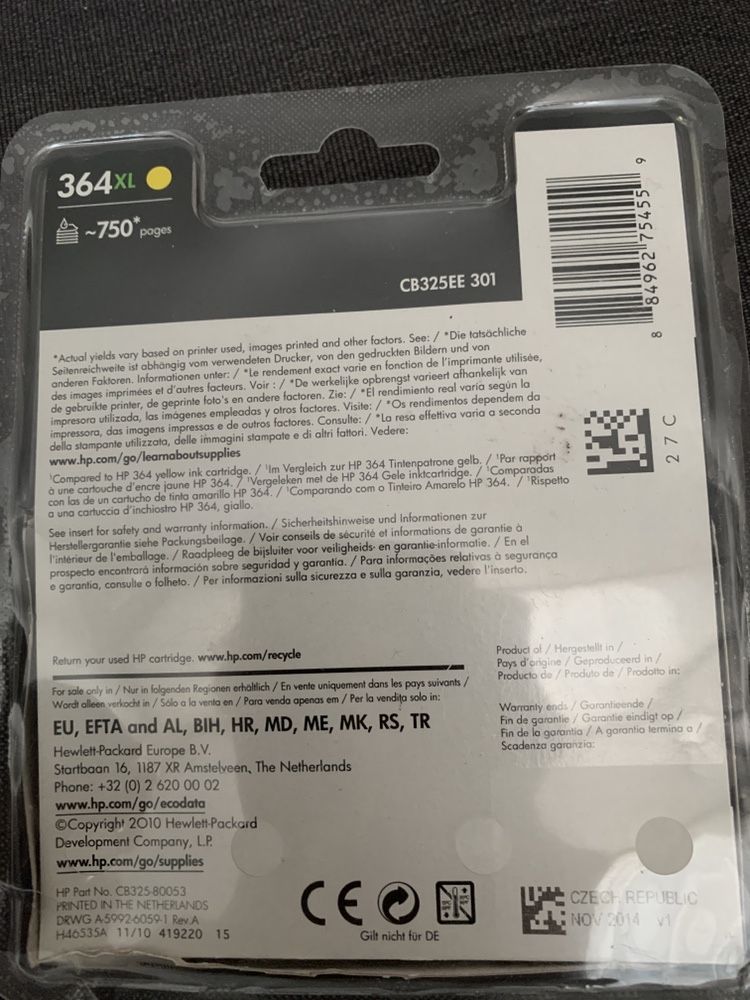 364XL
~750* pages
CB325EE 301
8 84962 75455 9
27C
*Actual yields vary based on printer used, images printed and other factors. See: / *Die tatsächliche
Seitenreichweite ist abhängig vom verwendeten Drucker, von den gedruckten Bildern und von
anderen Faktoren. Informationen unter: / *Le rendement exact varie en fonction de l'imprimante utilisée,
des images imprimées et d'autres facteurs. Voir : / *De werkelijke opbrengst varieert afhankelijk van
de gebruikte printer, de geprinte foto's en andere factoren. Zie: / *El rendimiento real varía según la
impresora utilizada, las imágenes empleadas y otros factores. Visite: / *Os rendimentos dependem da
impressora, das imagens impressas e de outros factores. Consulte: / *La resa effettiva varia a seconda
della stampante utilizzata, delle immagini stampate e di altri fattori. Vedere:
www.hp.com/go/learnaboutsupplies
¹Compared to HP 364 yellow ink cartridge. / ¹Im Vergleich zur HP 364 Tintenpatrone gelb. / ¹Par rapport
à une cartouche d'encre jaune HP 364. / ¹Vergeleken met de HP 364 Gele inktcartridge. / ¹Comparadas
con las de un cartucho de tinta amarillo HP 364. / ¹Comparando com o Tinteiro Amarelo HP 364. / ¹Rispetto
a una cartuccia d'inchiostro HP 364, giallo.
See insert for safety and warranty information. / Sicherheitshinweise und Informationen zur
Herstellergarantie siehe Packungsbeilage. / Voir conseils de sécurité et informations de garantie à
l'intérieur de l'emballage. / Raadpleeg de bijsluiter voor veiligheids- en garantie-informatie. / En el
prospecto encontrará información sobre seguridad y garantía. / Para informações relativas à segurança
e garantia, consulte o folheto. / Per informazioni sulla sicurezza e sulla garanzia, vedere l'inserto.
Return your used HP cartridge. www.hp.com/recycle
For sale only in / Nur in folgenden Regionen erhältlich / En vente uniquement dans les pays suivants /
Wordt alleen verkocht in / Sólo a la venta en / Para venda apenas em / Per la vendita solo in:
EU, EFTA and AL, BIH, HR, MD, ME, MK, RS, TR
Hewlett-Packard Europe B.V.
Startbaan 16, 1187 XR Amstelveen, The Netherlands
Phone: +32 (0) 2 620 00 02
www.hp.com/go/ecodata
©Copyright 2010 Hewlett-Packard
Development Company, L.P.
www.hp.com/go/supplies
HP Part No. CB325-80053
PRINTED IN THE NETHERLANDS
DRWG A-5992-6059-1 Rev.A
H46535A 11/10 419220 15
Product of / Hergestellt in /
Pays d'origine / Geproduceerd in /
Producto de / Produto de / Prodotto in:
Warranty ends / Garantieende /
Fin de garantie / Garantie eindigt op /
Fin de la garantía / A garantia termina a /
Scadenza garanzia:
CE
Gilt nicht für DE
CZECH REPUBLIC
NOV 2014 v1